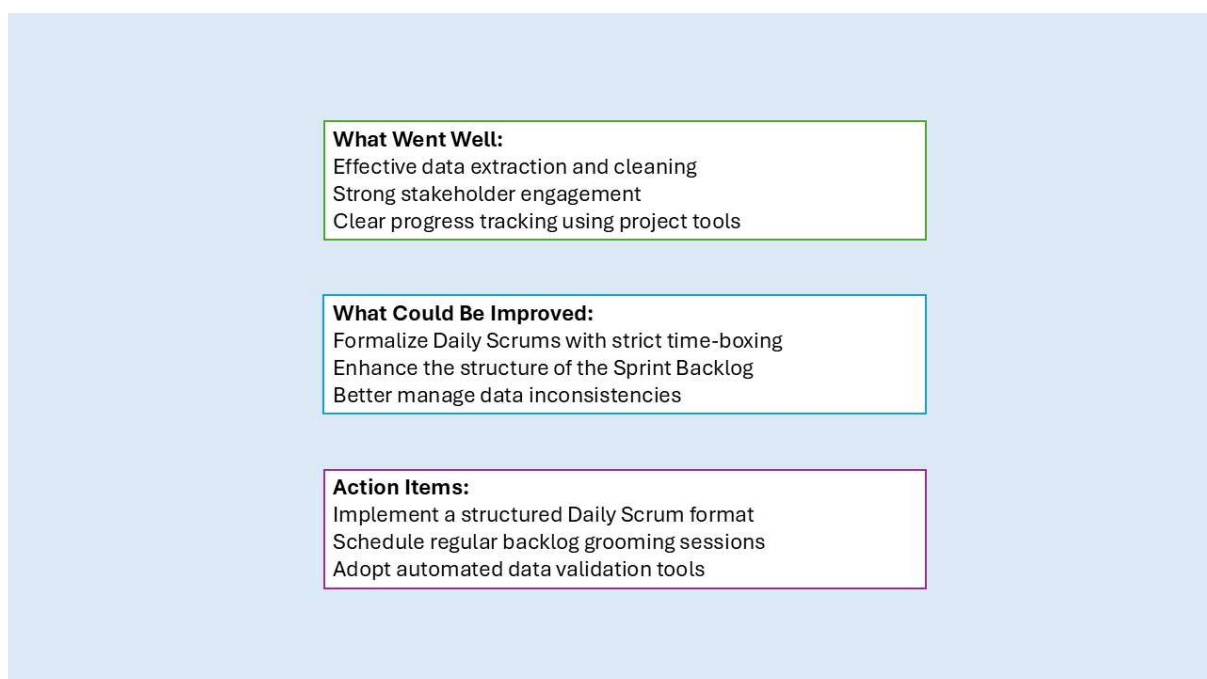 What Went Well:
Effective data extraction and cleaning
Strong stakeholder engagement
Clear progress tracking using project tools
What Could Be Improved:
Formalize Daily Scrums with strict time-boxing
Enhance the structure of the Sprint Backlog
Better manage data inconsistencies
Action Items:
Implement a structured Daily Scrum format
Schedule regular backlog grooming sessions
Adopt automated data validation tools